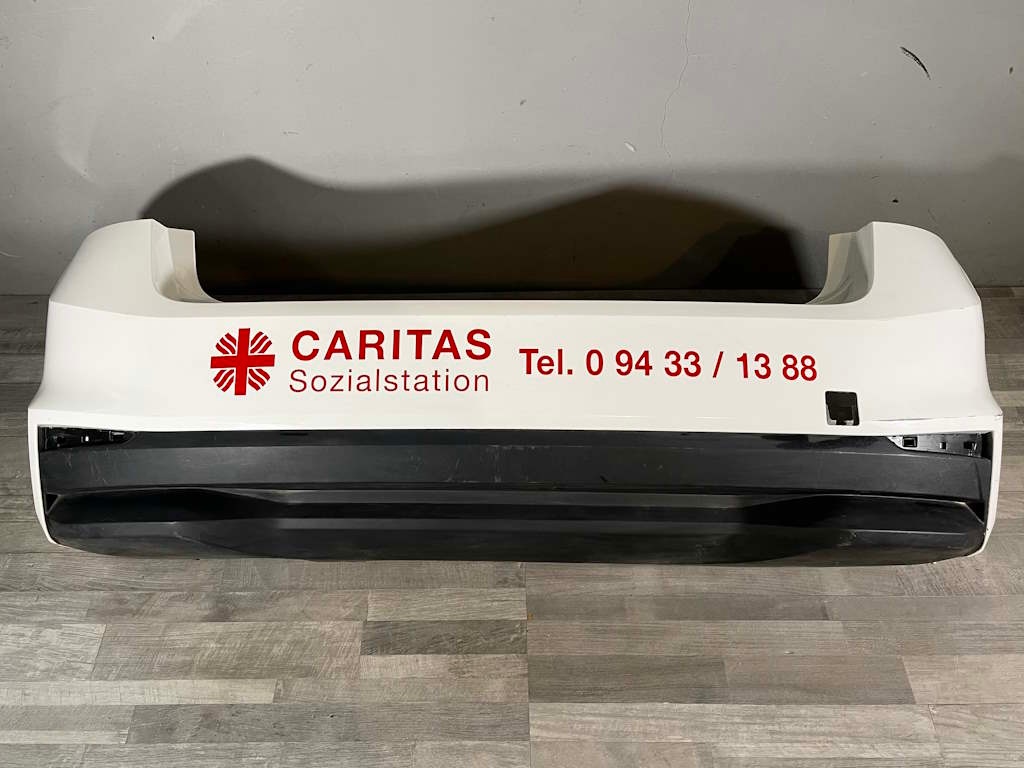 CARITAS
Sozialstation
Tel. 0 94 33 / 13 88